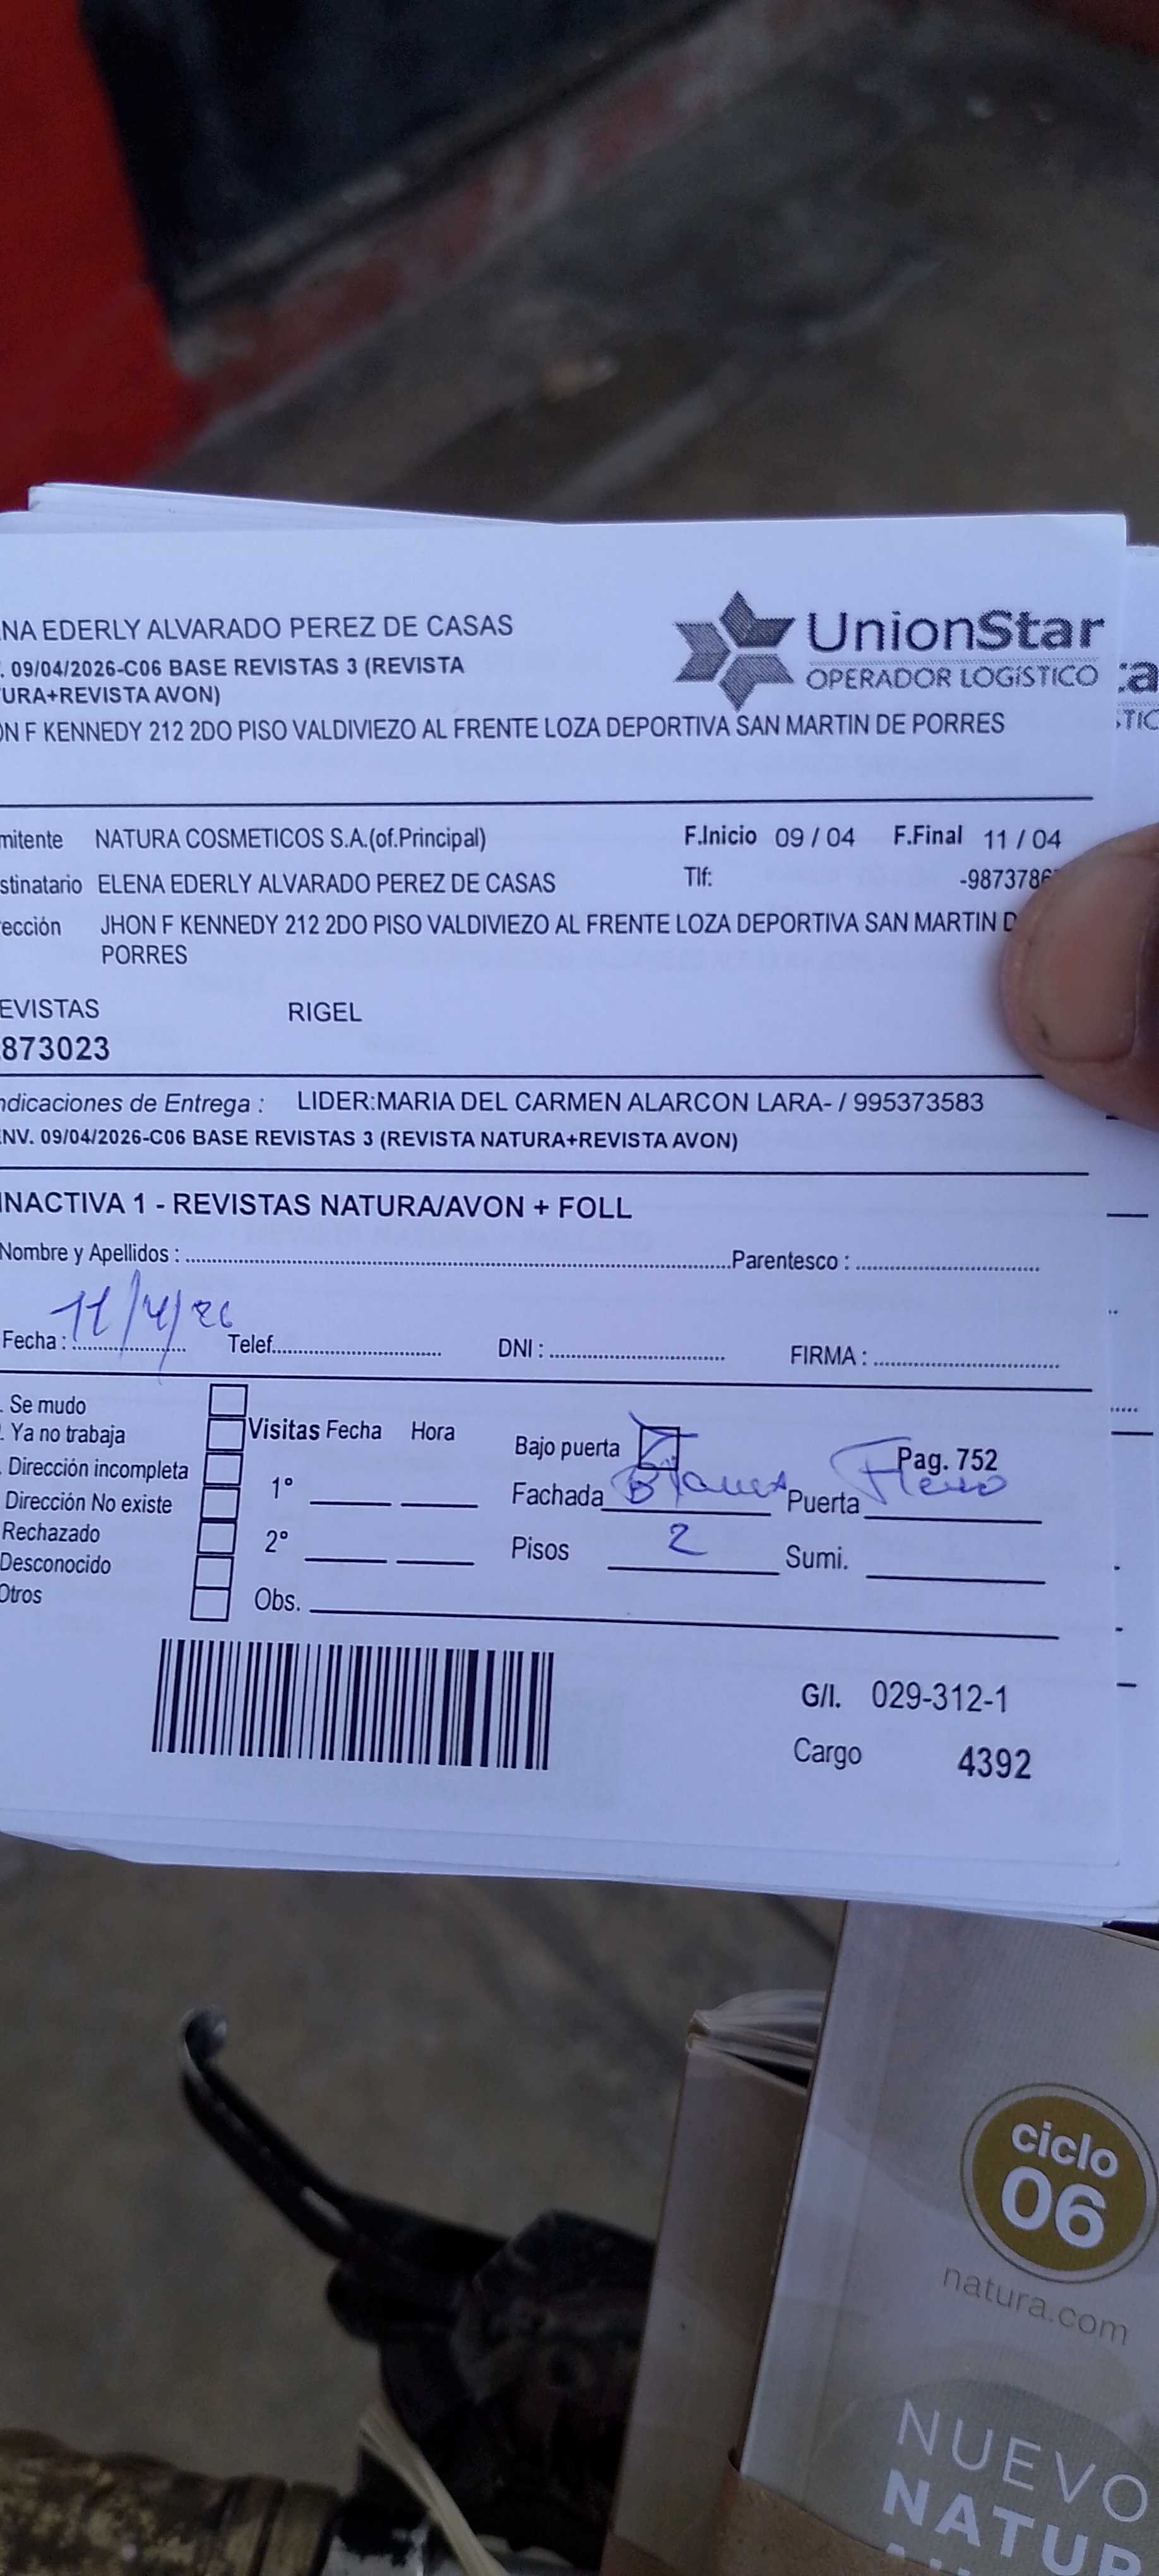 NA EDERLY ALVARADO PEREZ DE CASAS
. 09/04/2026-C06 BASE REVISTAS 3 (REVISTA
URA+REVISTA AVON)
ON F KENNEDY 212 2DO PISO VALDIVIEZO AL FRENTE LOZA DEPORTIVA SAN MARTIN DE PORRES
UnionStar
OPERADOR LOGÍSTICO
mitente NATURA COSMETICOS S.A.(of.Principal) F.Inicio 09 / 04 F.Final 11 / 04
stinatario ELENA EDERLY ALVARADO PEREZ DE CASAS Tlf: -9873786
ección JHON F KENNEDY 212 2DO PISO VALDIVIEZO AL FRENTE LOZA DEPORTIVA SAN MARTIN D
PORRES
EVISTAS RIGEL
873023
ndicaciones de Entrega : LIDER:MARIA DEL CARMEN ALARCON LARA- / 995373583
NV. 09/04/2026-C06 BASE REVISTAS 3 (REVISTA NATURA+REVISTA AVON)
INACTIVA 1 - REVISTAS NATURA/AVON + FOLL
Nombre y Apellidos : Parentesco :
Fecha : 11/4/26 Telef. DNI : FIRMA :
. Se mudo
. Ya no trabaja
. Dirección incompleta
Dirección No existe
Rechazado
Desconocido
Otros
Visitas Fecha Hora
1°
2°
Obs.
Bajo puerta Pag. 752
Fachada Blanca Puerta Fierro
Pisos 2 Sumi.
G/I. 029-312-1
Cargo 4392
ciclo
06
natura.com
NUEVO
NATUR